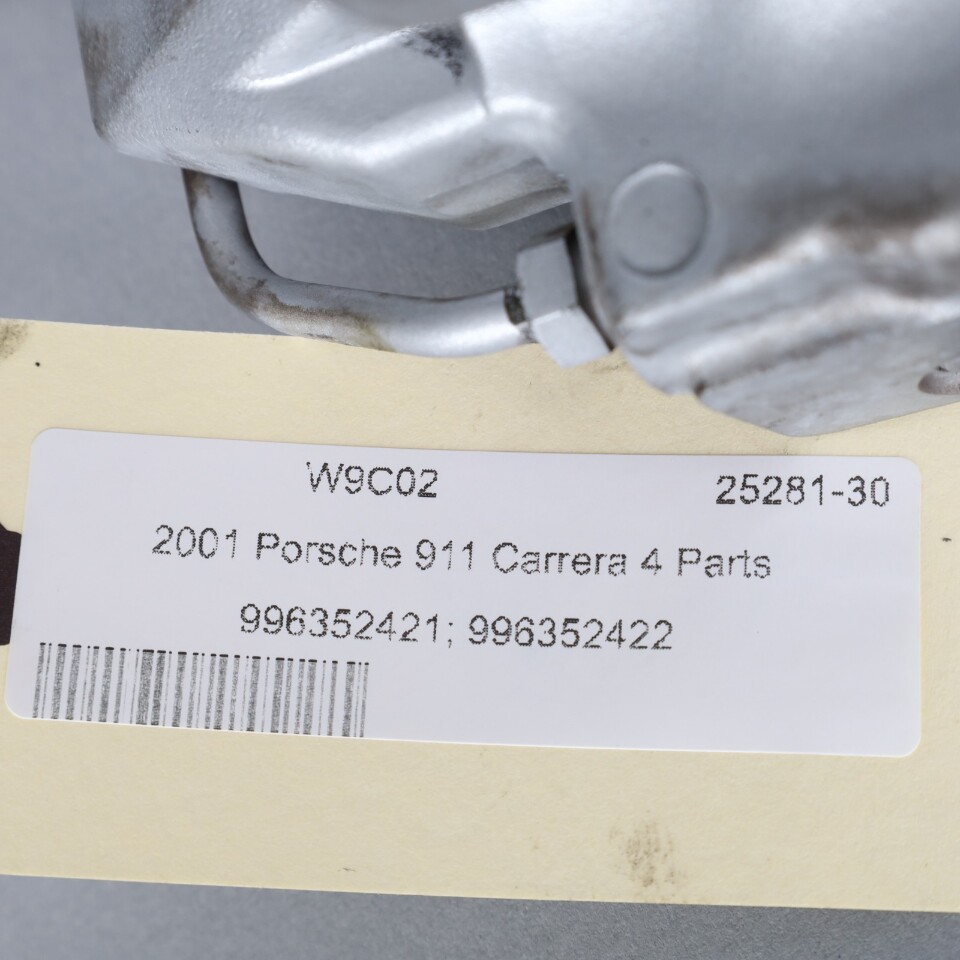 W9C02 25281-30
2001 Porsche 911 Carrera 4 Parts
996352421; 996352422